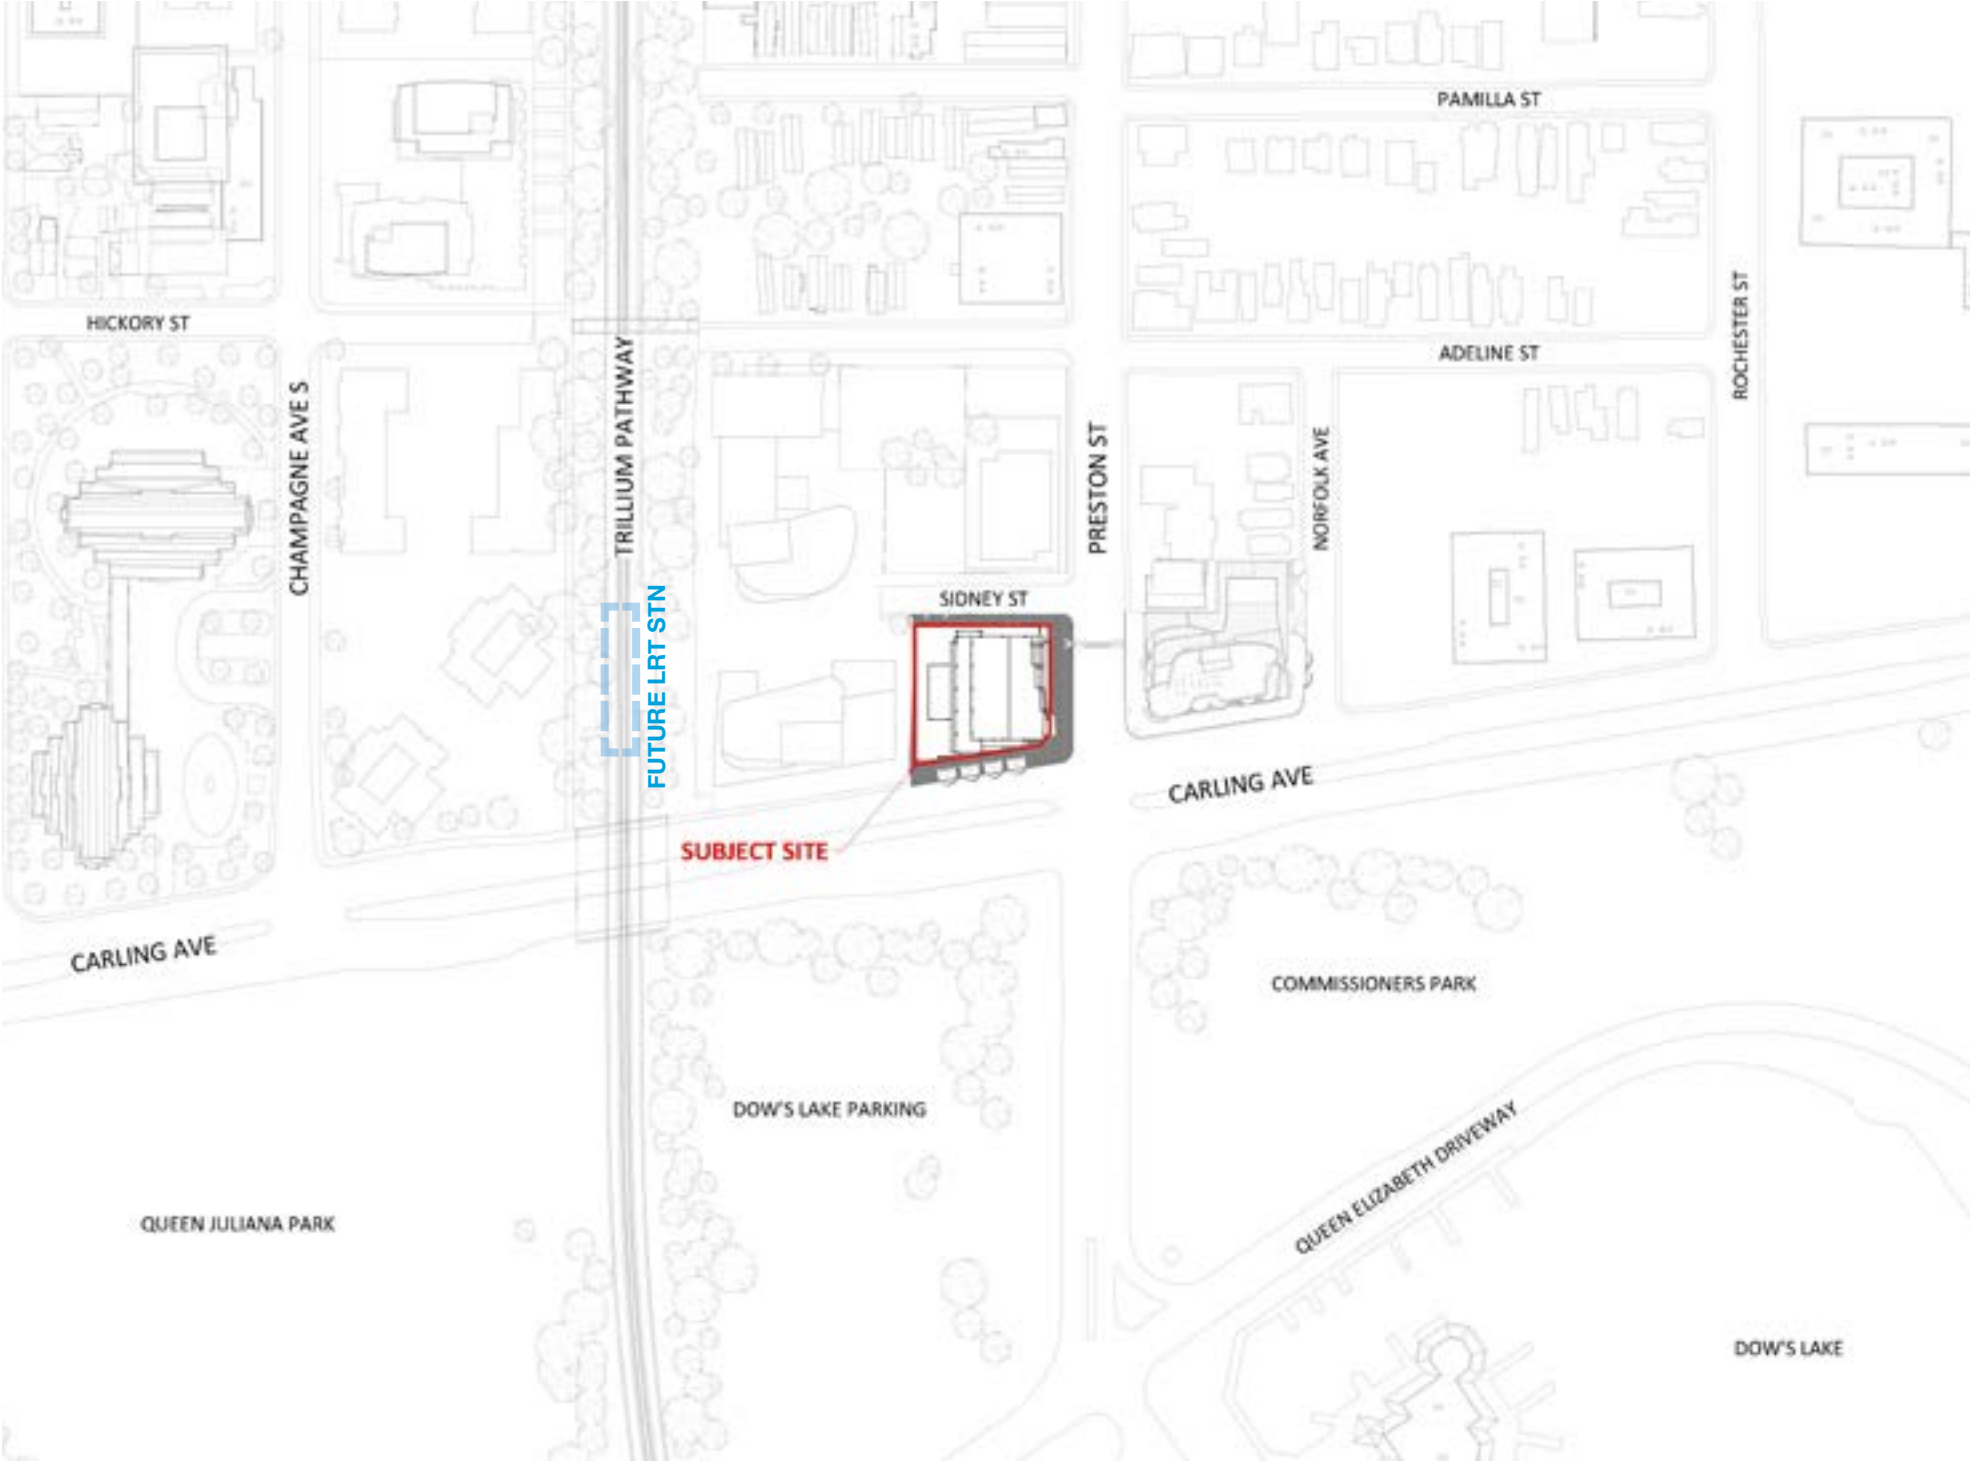 PAMILLA ST
HICKORY ST
ADELINE ST
ROCHESTER ST
CHAMPAGNE AVE S
TRILLIUM PATHWAY
PRESTON ST
NORFOLK AVE
SIDNEY ST
FUTURE LRT STN
CARLING AVE
SUBJECT SITE
CARLING AVE
COMMISSIONERS PARK
DOW'S LAKE PARKING
QUEEN ELIZABETH DRIVEWAY
QUEEN JULIANA PARK
DOW'S LAKE